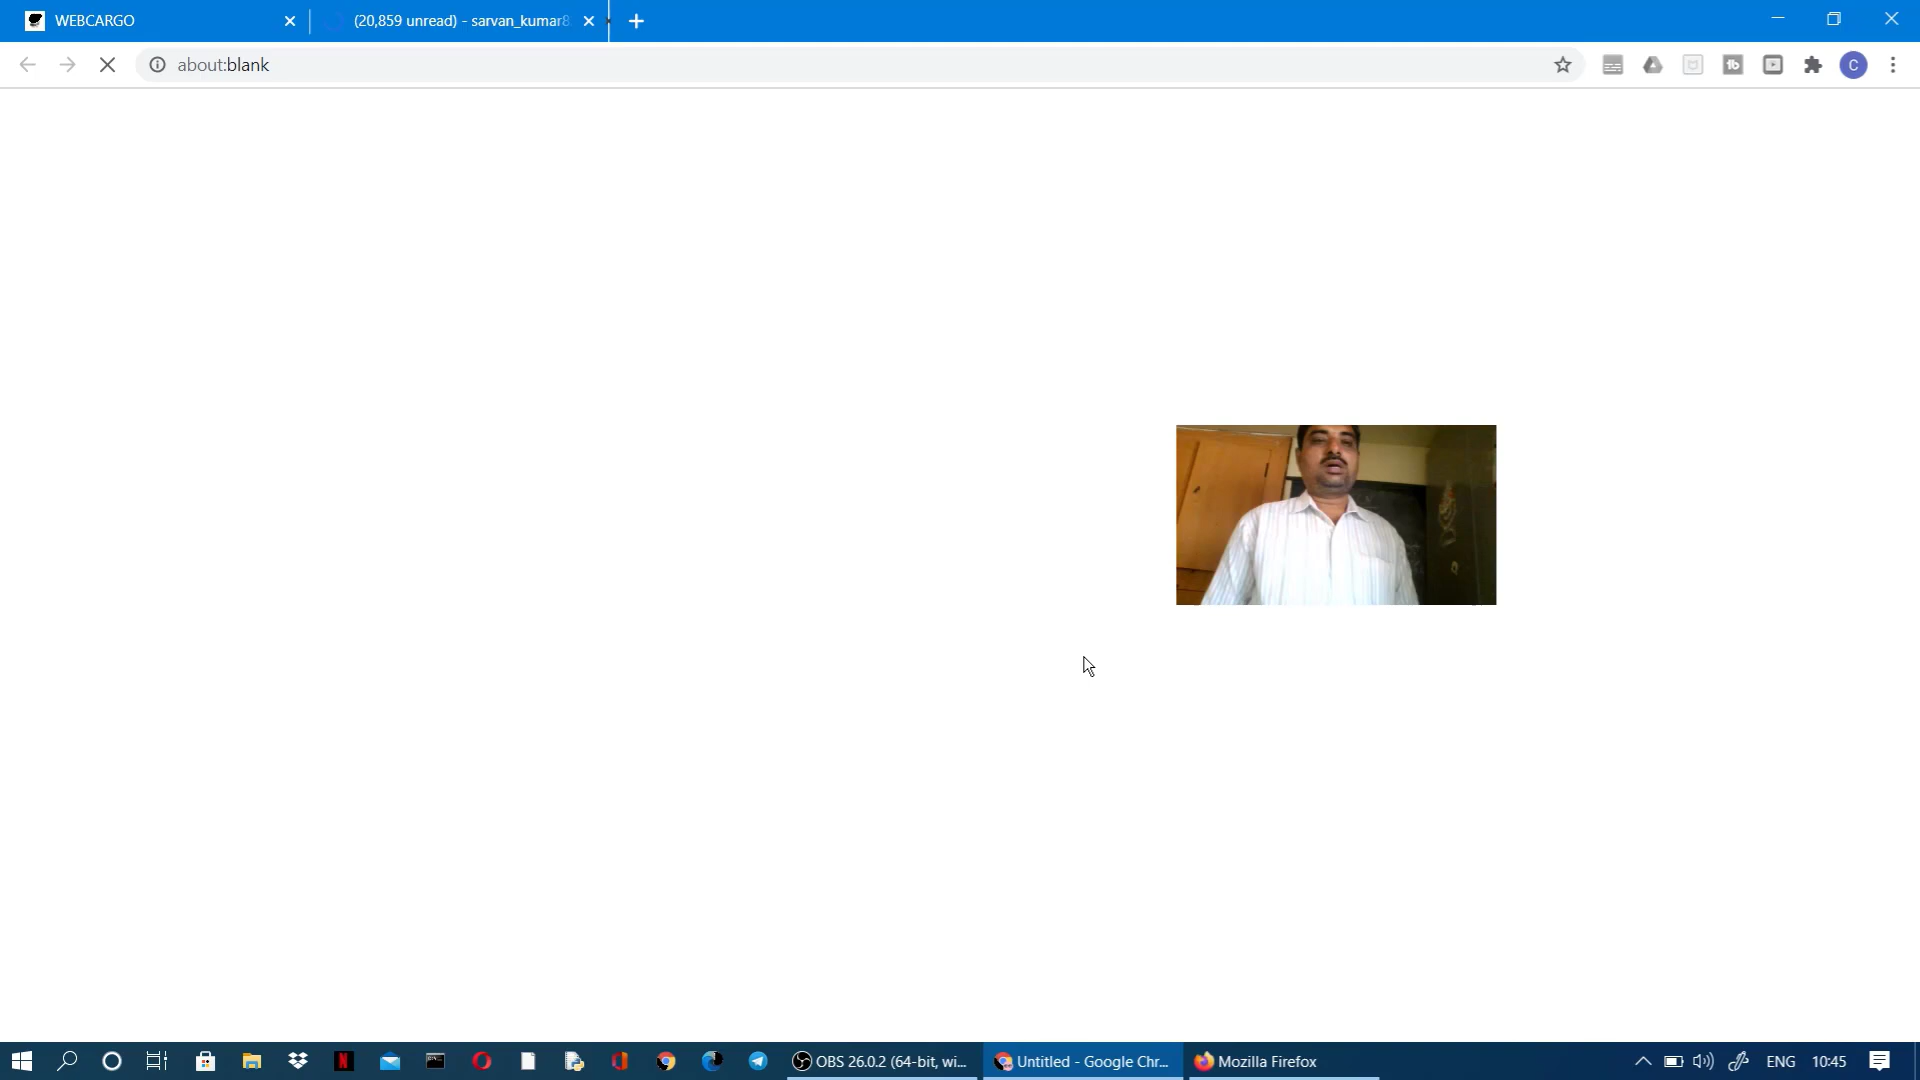 WEBCARGO
(20,859 unread) - sarvan_kumar8
about:blank
C
OBS 26.0.2 (64-bit, wi...
Untitled - Google Chr...
Mozilla Firefox
ENG
10:45